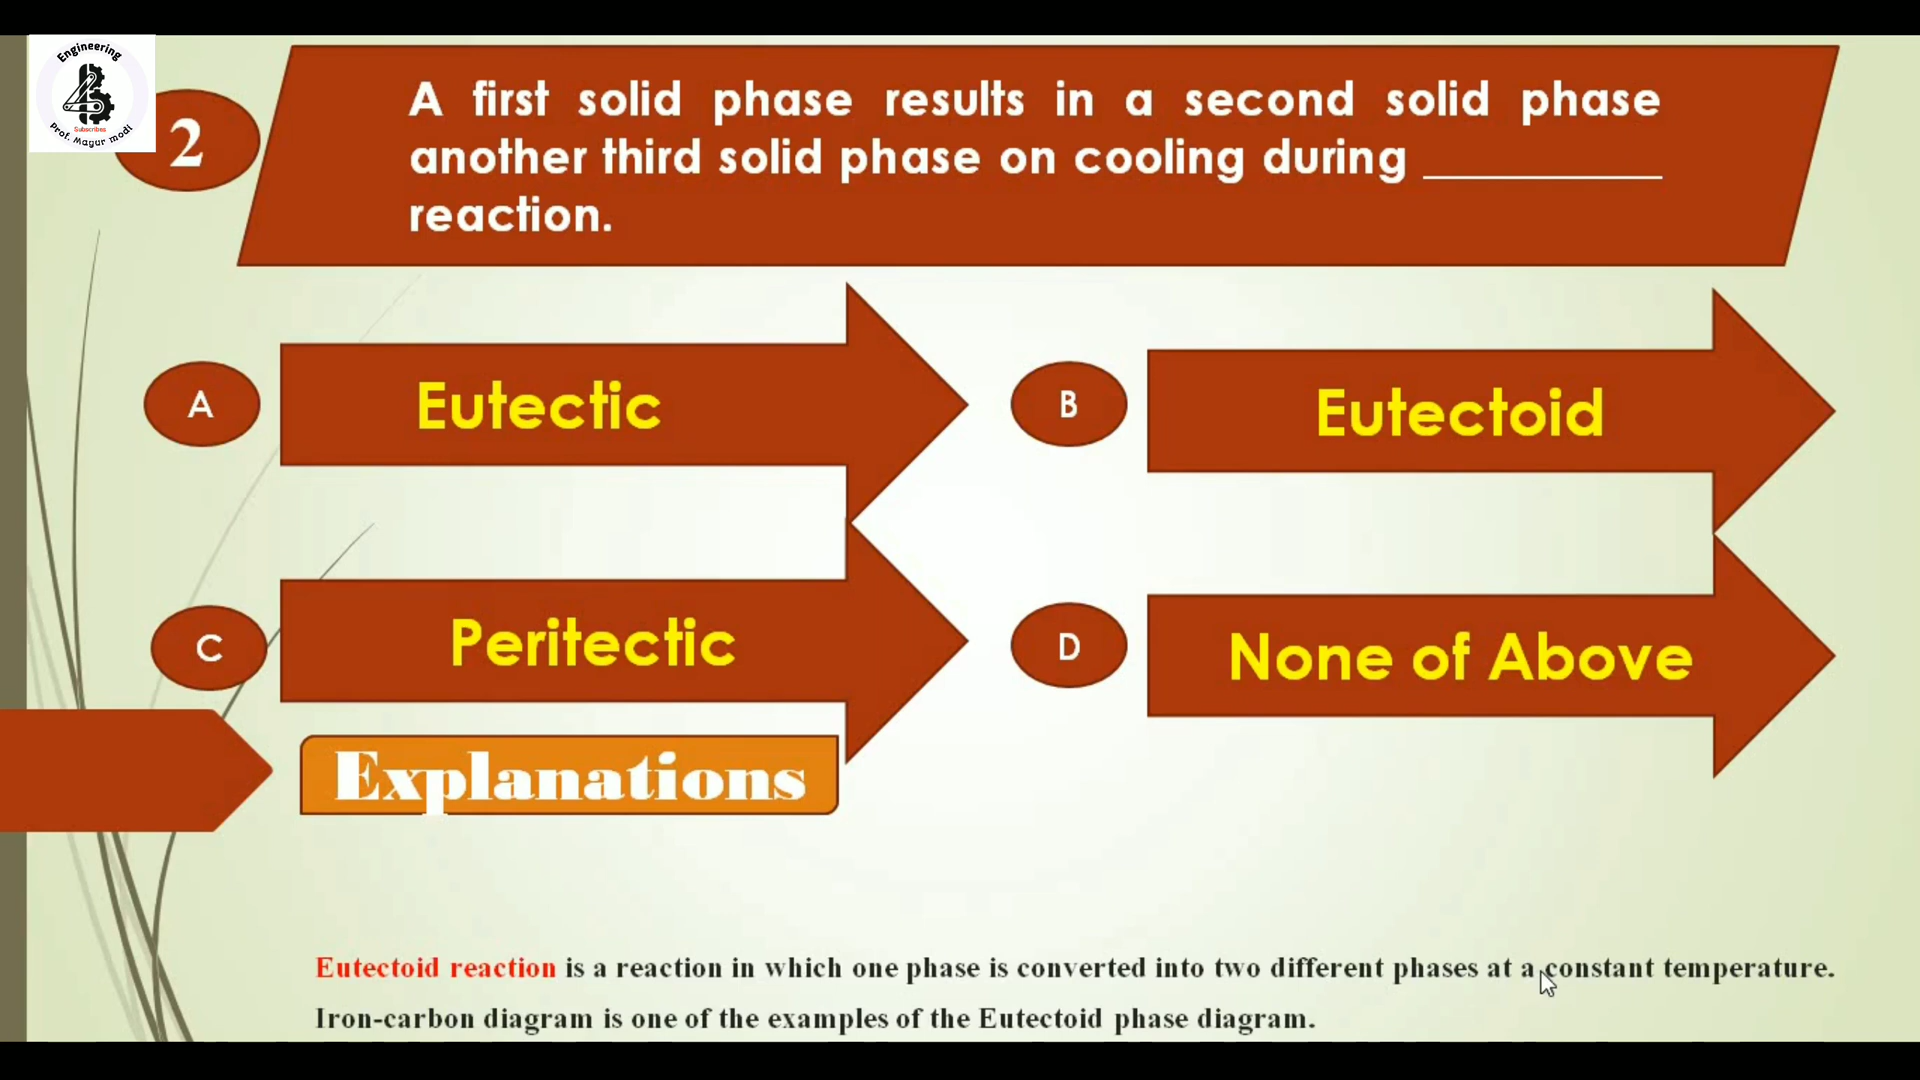 Engineering
Subscribes
Prof. Mayur modi
2
A first solid phase results in a second solid phase
another third solid phase on cooling during __________
reaction.
A
Eutectic
B
Eutectoid
C
Peritectic
D
None of Above
Explanations
Eutectoid reaction is a reaction in which one phase is converted into two different phases at a constant temperature.
Iron-carbon diagram is one of the examples of the Eutectoid phase diagram.